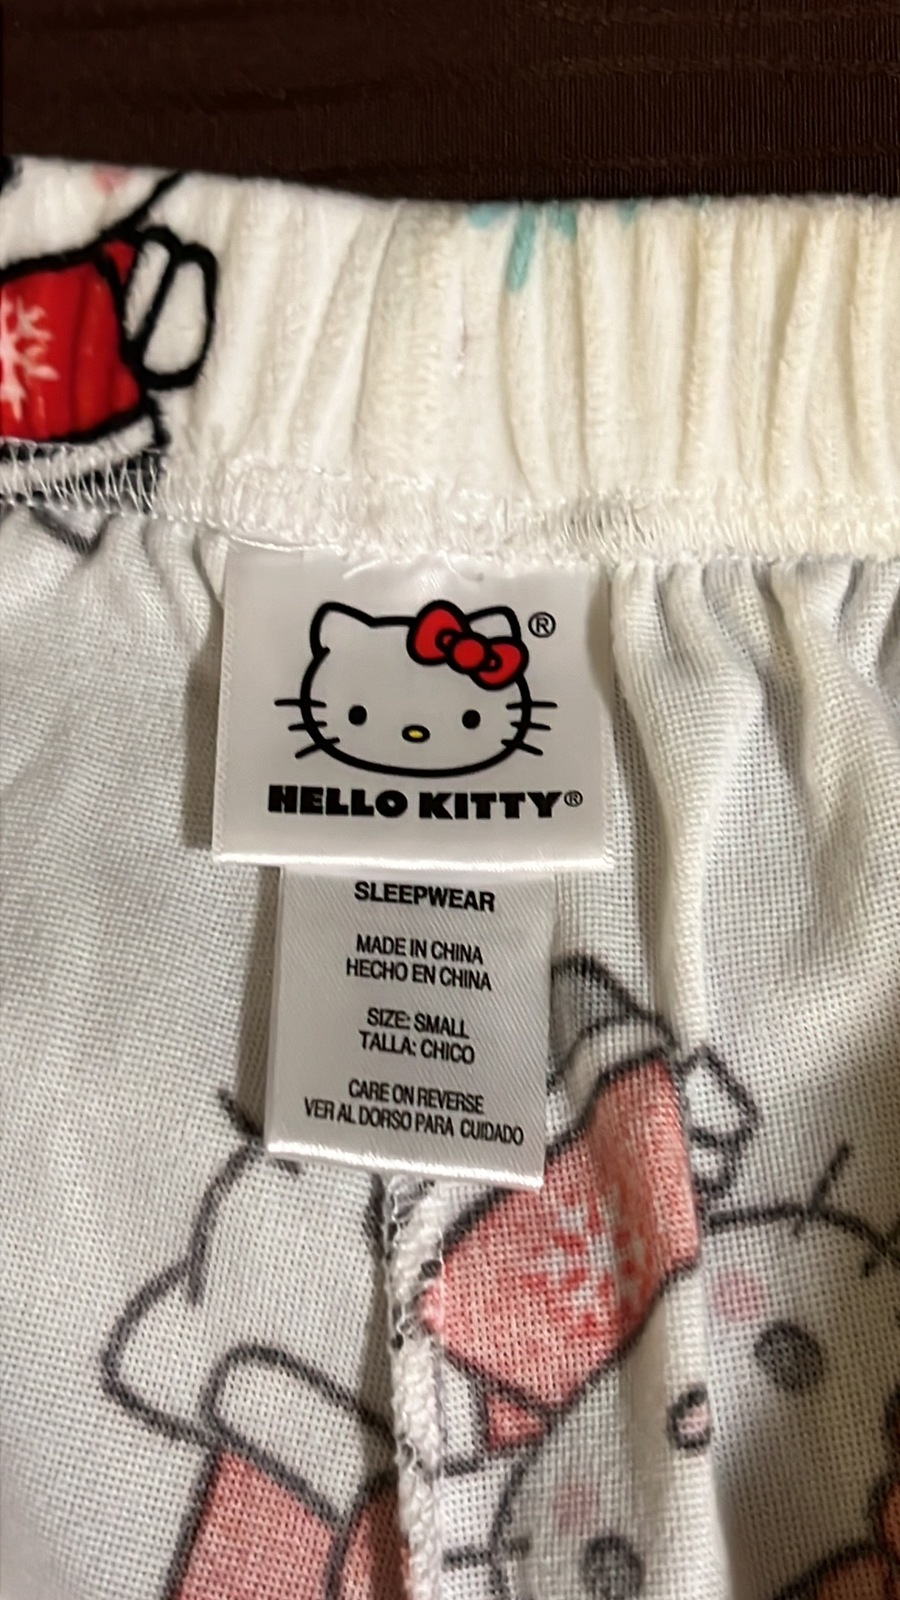 ®
HELLO KITTY®
SLEEPWEAR
MADE IN CHINA
HECHO EN CHINA
SIZE: SMALL
TALLA: CHICO
CARE ON REVERSE
VER AL DORSO PARA CUIDADO